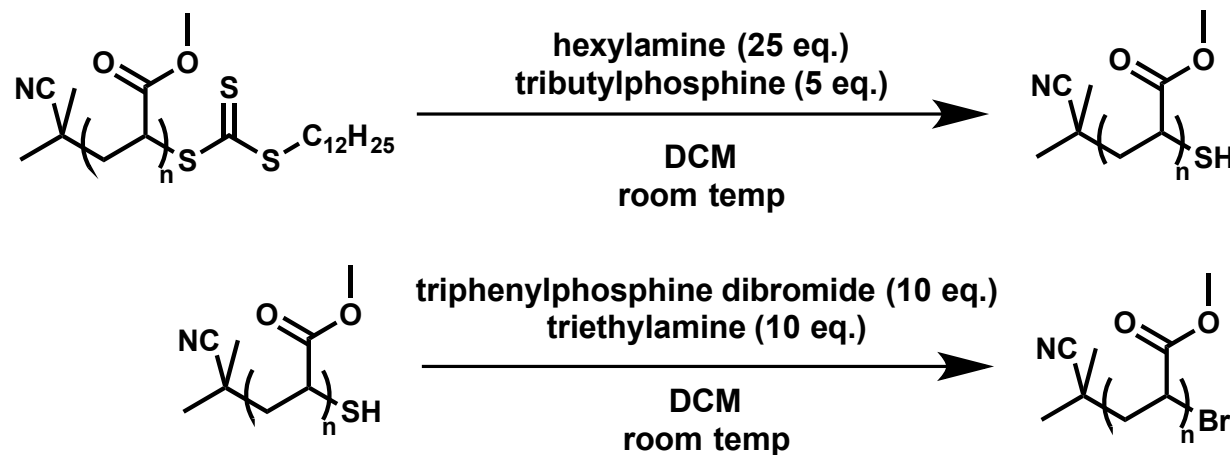 hexylamine (25 eq.)
tributylphosphine (5 eq.)
DCM
room temp
NC
O
O
n
S
S
S
C12H25
NC
O
O
n
SH
triphenylphosphine dibromide (10 eq.)
triethylamine (10 eq.)
DCM
room temp
NC
O
O
n
SH
NC
O
O
n
Br